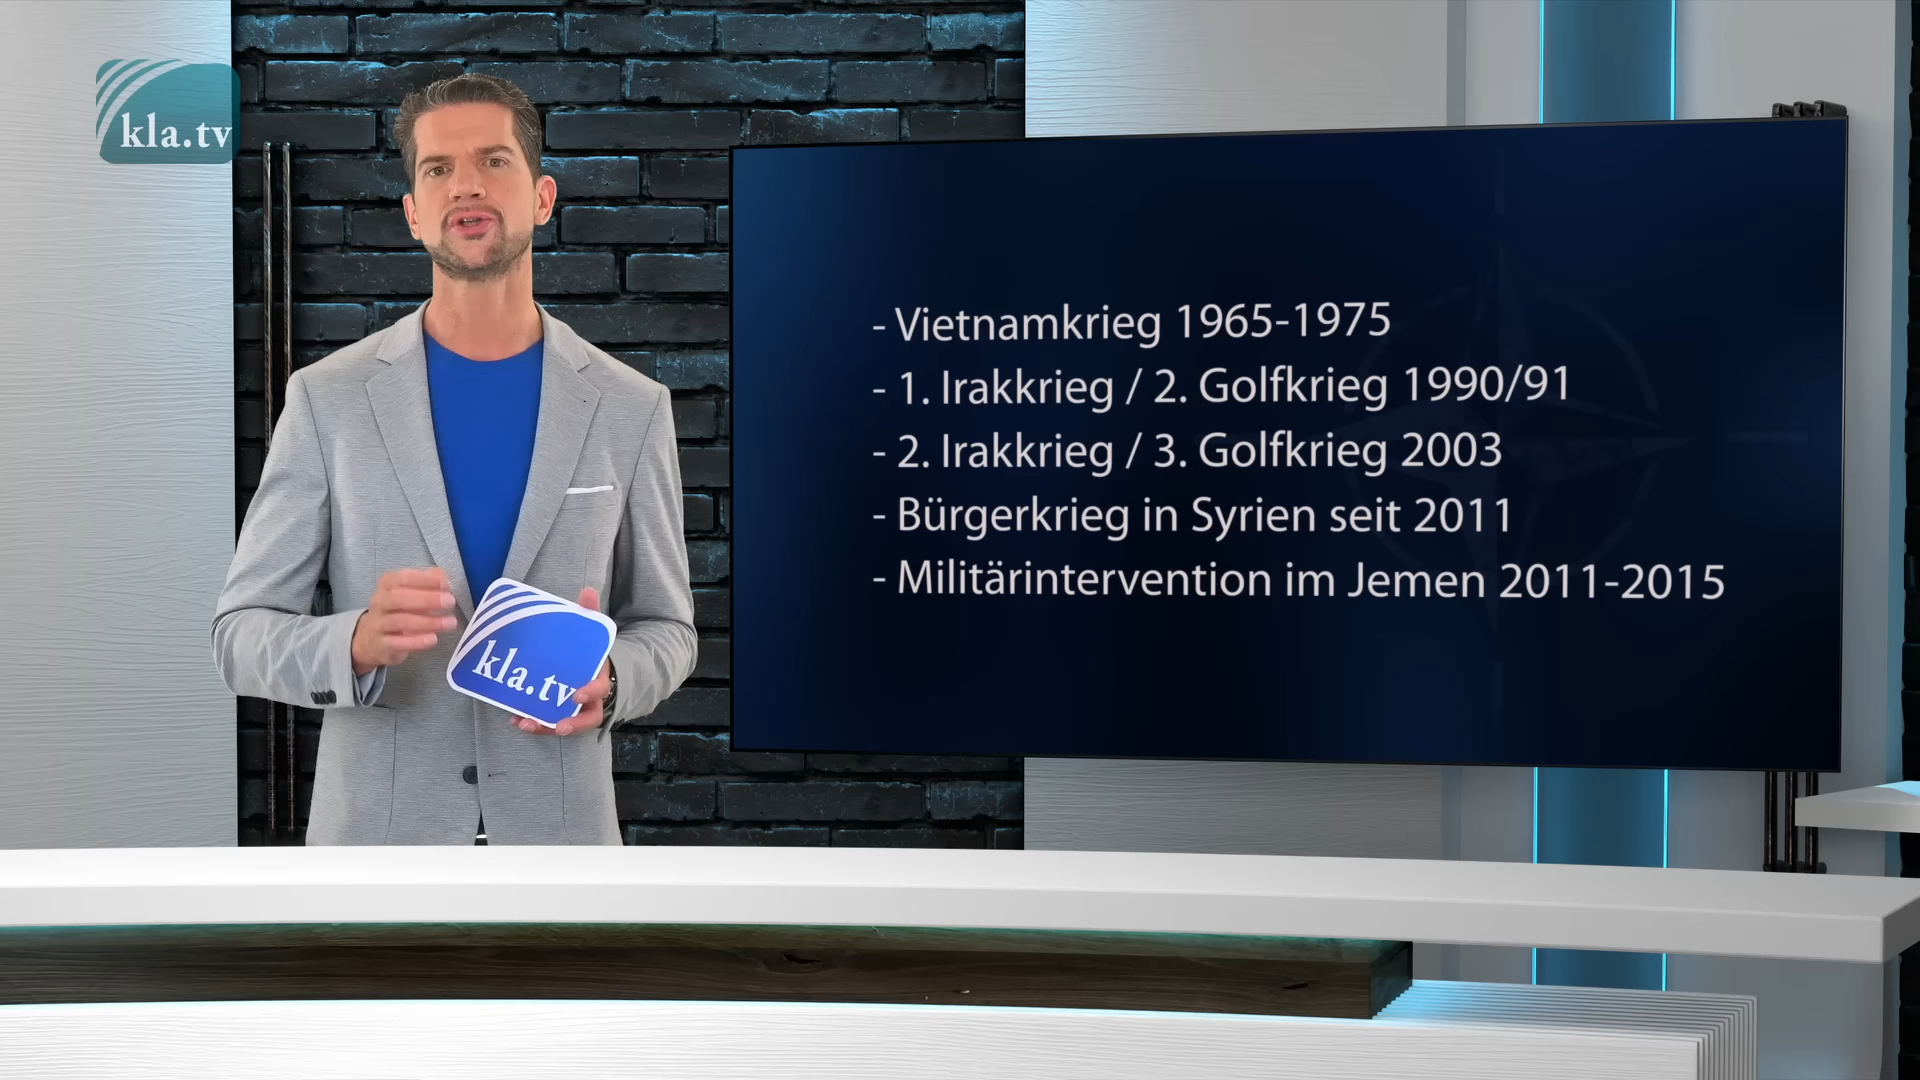 kla.tv
- Vietnamkrieg 1965-1975
- 1. Irakkrieg / 2. Golfkrieg 1990/91
- 2. Irakkrieg / 3. Golfkrieg 2003
- Bürgerkrieg in Syrien seit 2011
- Militärintervention im Jemen 2011-2015
kla.tv